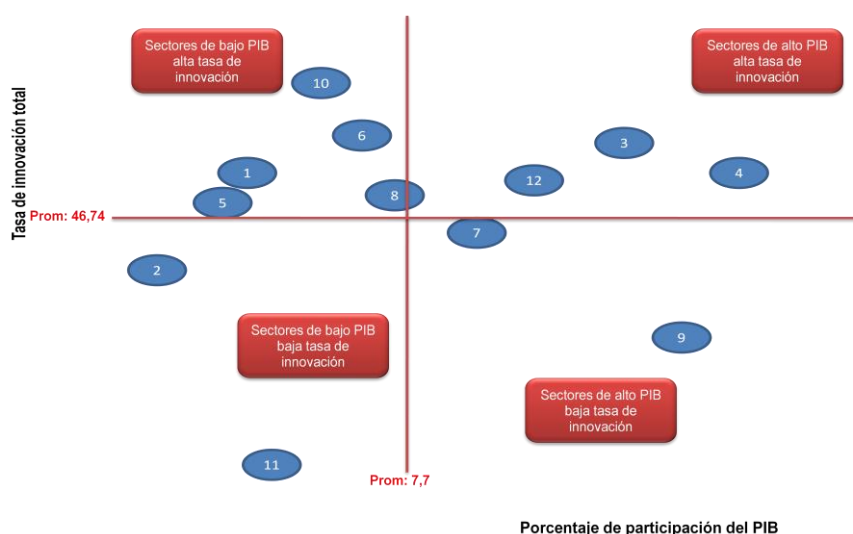 Sectores de bajo PIB
alta tasa de
innovación
Sectores de alto PIB
alta tasa de
innovación
10
6
3
1
12
4
5
8
Tasa de innovación total
Prom: 46,74
7
2
Sectores de bajo PIB
baja tasa de
innovación
9
Sectores de alto PIB
baja tasa de
innovación
11
Prom: 7,7
Porcentaje de participación del PIB